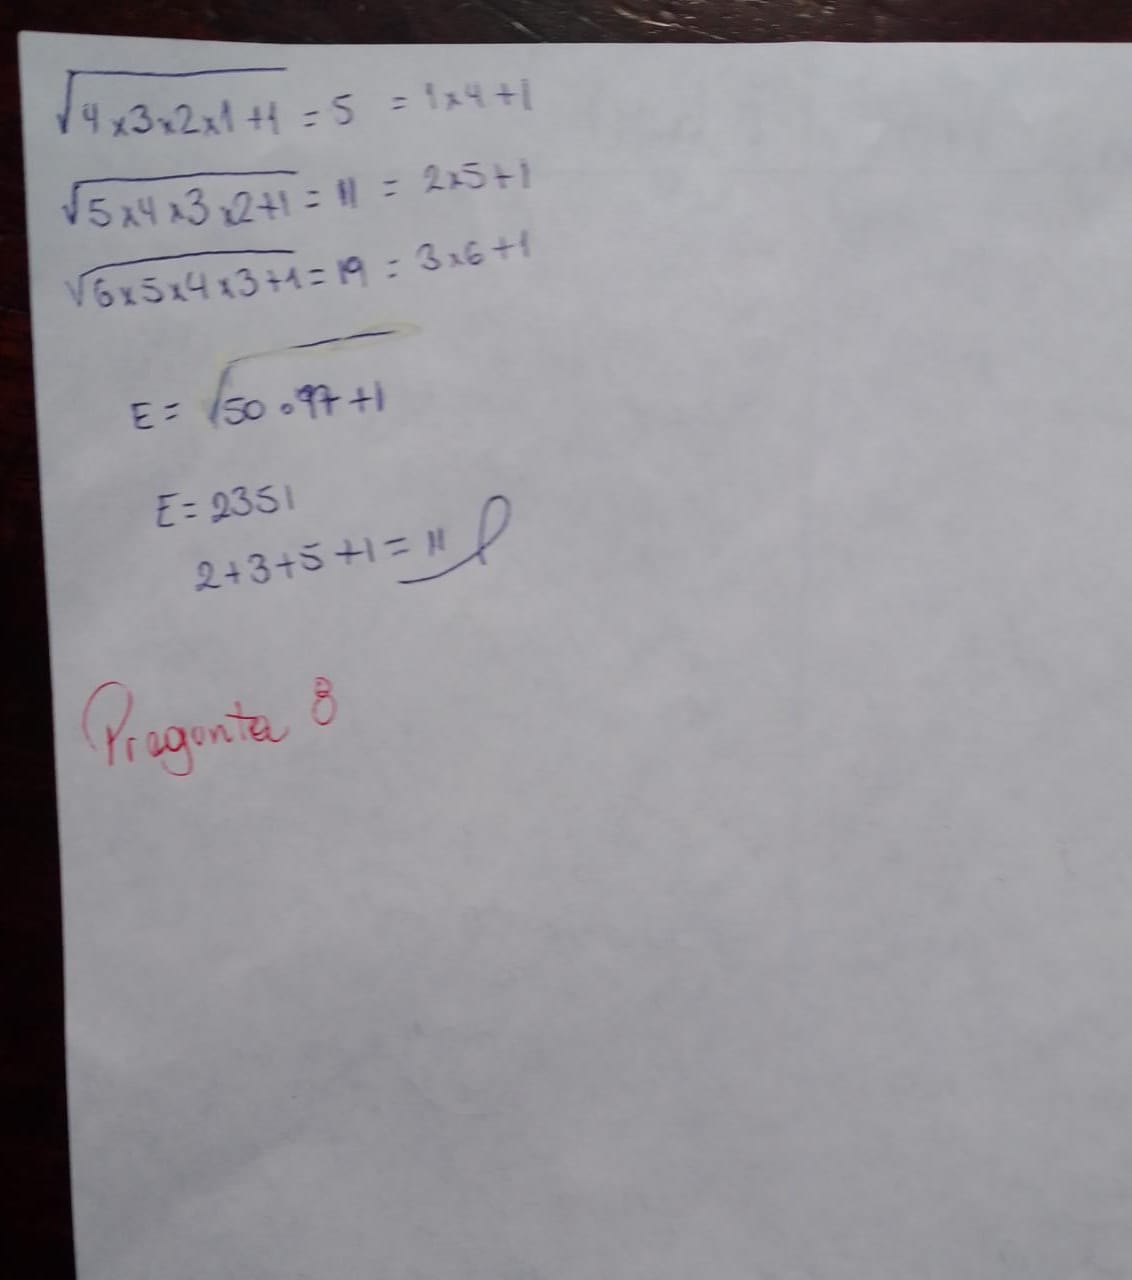 √4x3x2x1+1 = 5 = 1x4+1
√5x4x3x2+1 = 11 = 2x5+1
√6x5x4x3+1 = 19 = 3x6+1
E = √50.97+1
E = 2351
2+3+5+1 = 11
Pregonta 8